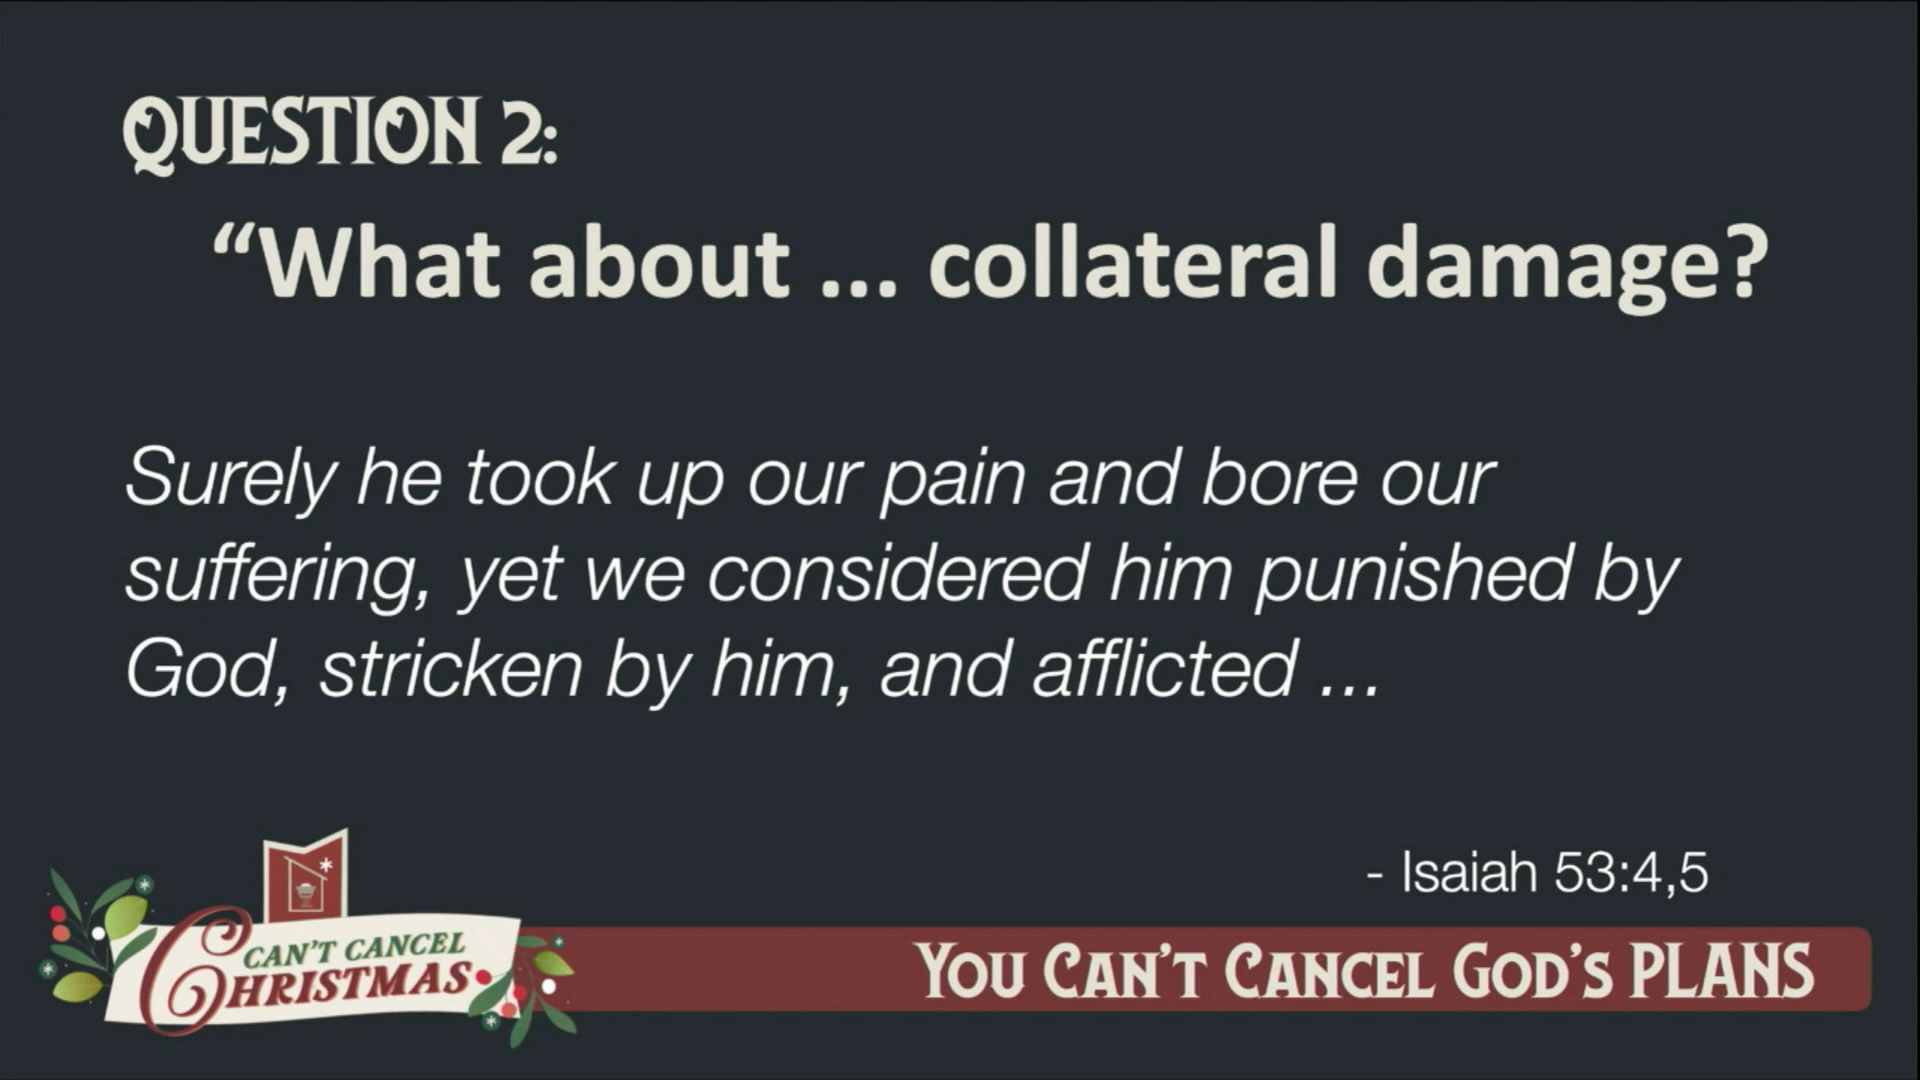 QUESTION 2:
“What about ... collateral damage?
Surely he took up our pain and bore our
suffering, yet we considered him punished by
God, stricken by him, and afflicted ...
- Isaiah 53:4,5
CAN'T CANCEL
CHRISTMAS
YOU CAN'T CANCEL GOD'S PLANS